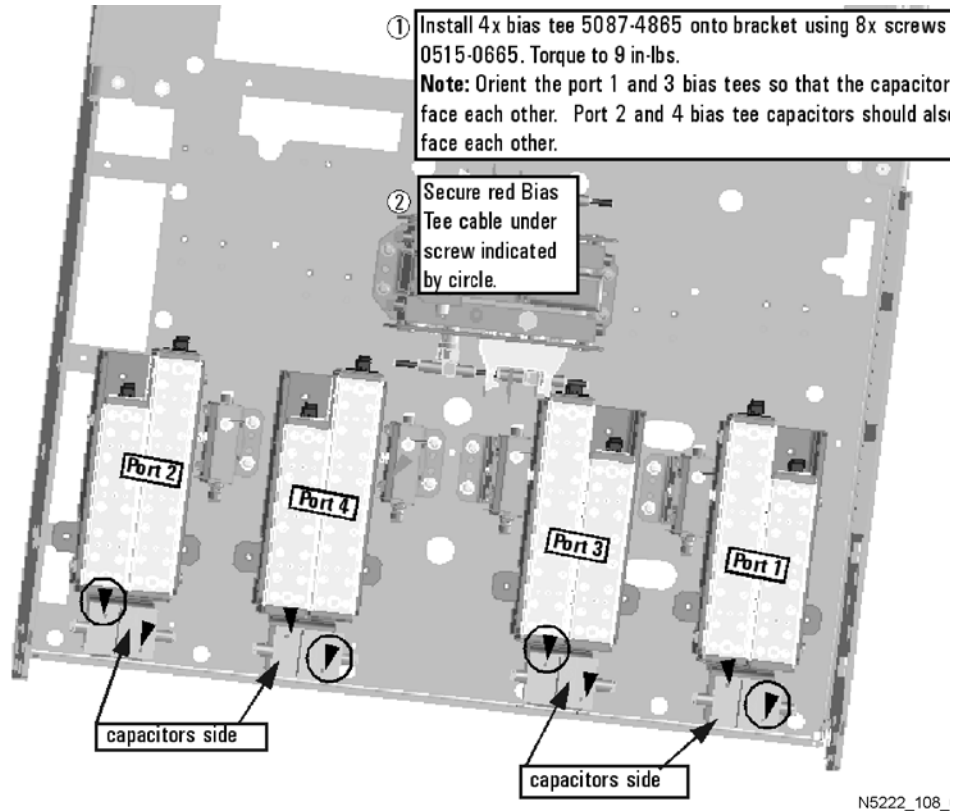 ① Install 4x bias tee 5087-4865 onto bracket using 8x screws
0515-0665. Torque to 9 in-lbs.
Note: Orient the port 1 and 3 bias tees so that the capacitor
face each other. Port 2 and 4 bias tee capacitors should also
face each other.
② Secure red Bias
Tee cable under
screw indicated
by circle.
Port 2
Port 4
Port 3
Port 1
capacitors side
capacitors side
N5222_108_